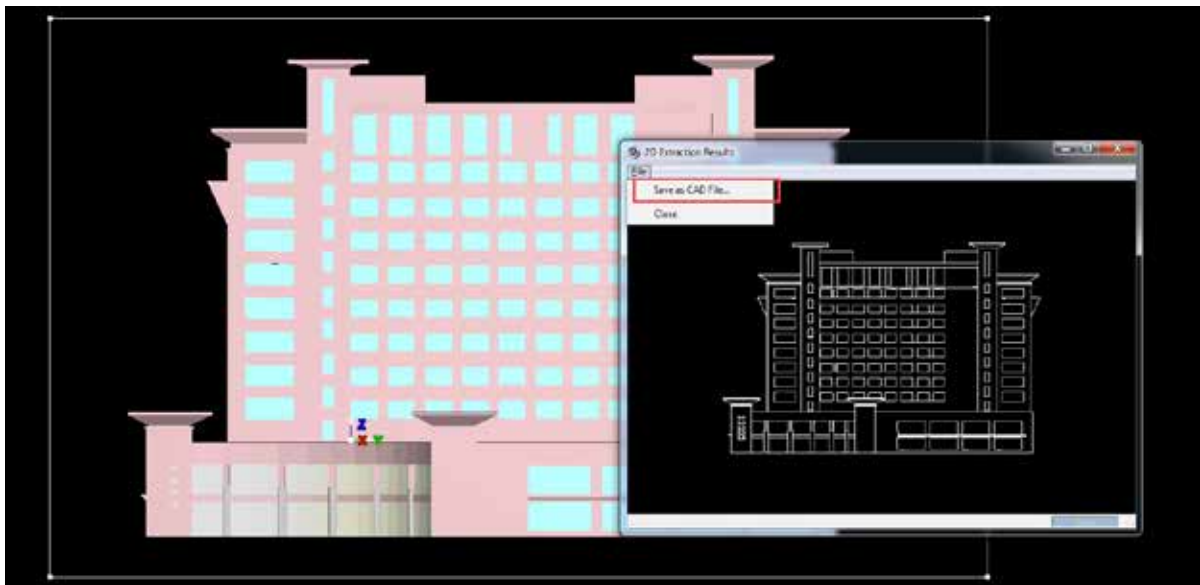 2D Extraction Results
File
Save as CAD File...
Close
Z
X Y